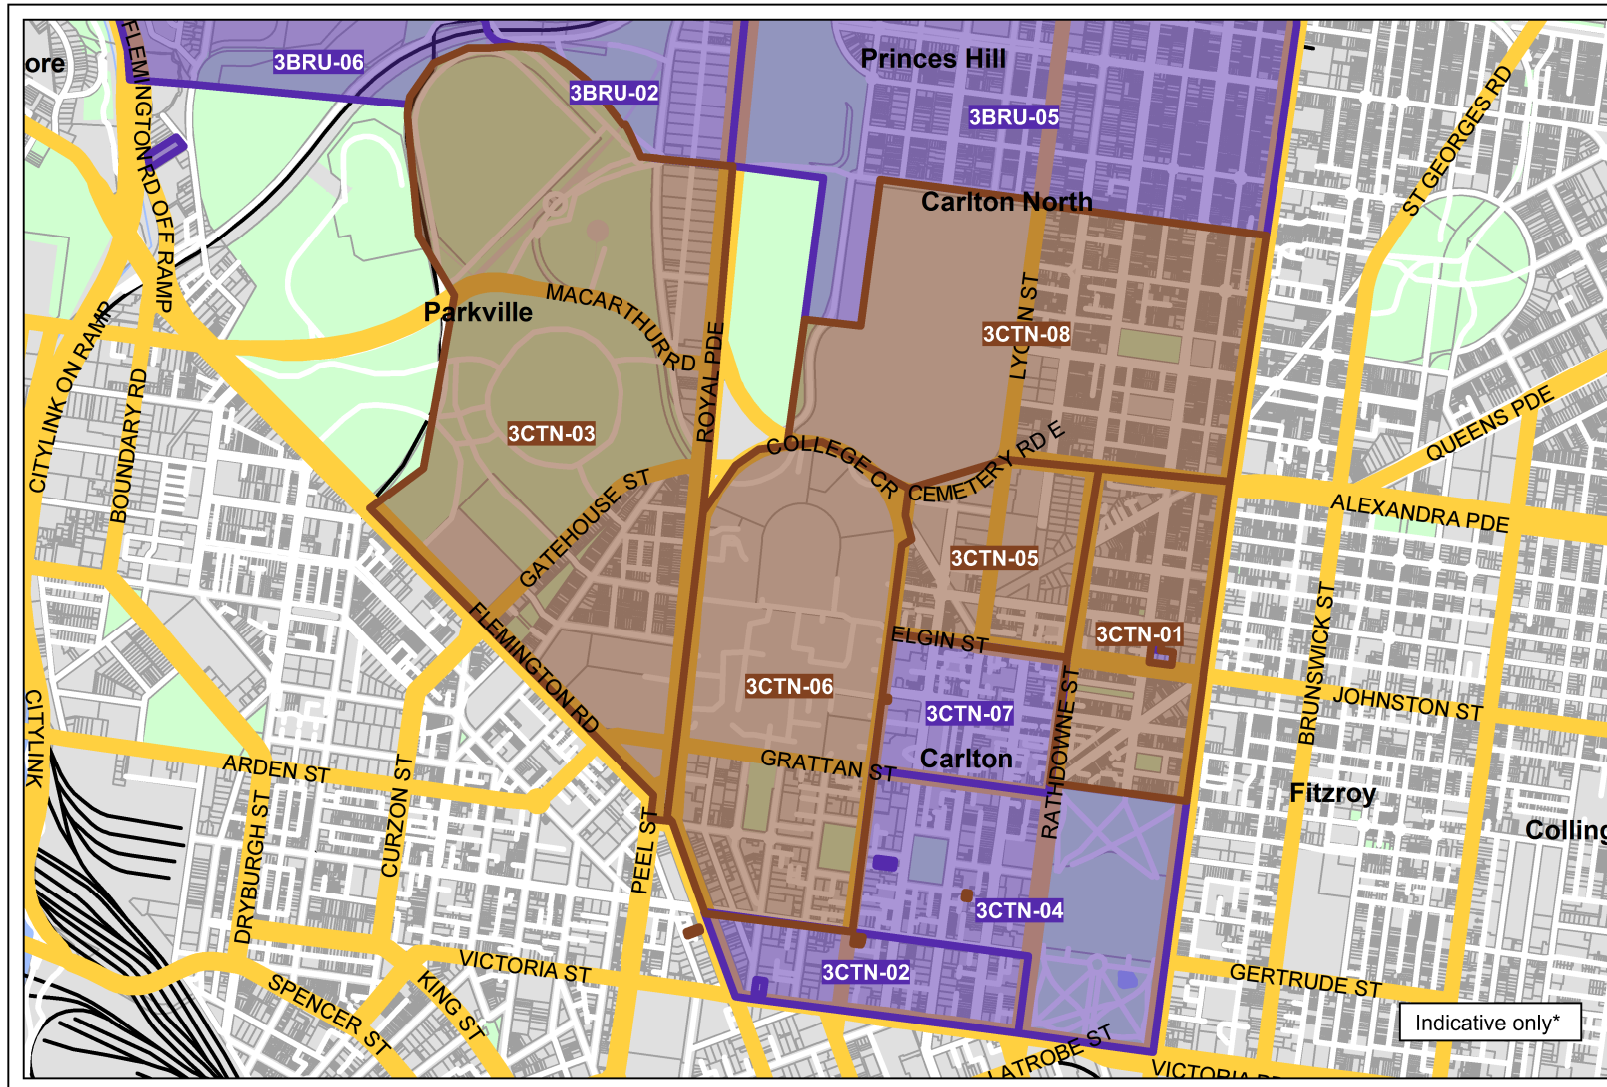 FLEMINGTON RD OFF RAMP
ore
3BRU-06
3BRU-02
Princes Hill
3BRU-05
ST GEORGES RD
Carlton North
Parkville
MACARTHUR RD
ROYAL PDE
LYGON ST
3CTN-08
CITYLINK ON RAMP
BOUNDARY RD
3CTN-03
COLLEGE CR
CEMETERY RD E
QUEENS PDE
GATEHOUSE ST
ALEXANDRA PDE
3CTN-05
FLEMINGTON RD
ELGIN ST
3CTN-01
BRUNSWICK ST
3CTN-06
3CTN-07
RATHDOWNE ST
JOHNSTON ST
CITYLINK
ARDEN ST
GRATTAN ST
Carlton
Fitzroy
Colling
DRYBURGH ST
CURZON ST
PEEL ST
3CTN-04
VICTORIA ST
3CTN-02
GERTRUDE ST
SPENCER ST
KING ST
Indicative only*
LATROBE ST
VICTORIA P